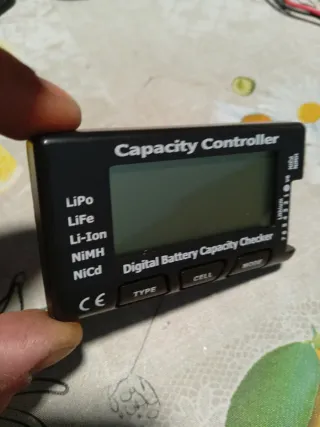 Capacity Controller
LiPo
LiFe
Li-Ion
NiMH
NiCd
Digital Battery Capacity Checker
CE
TYPE
CELL
MODE